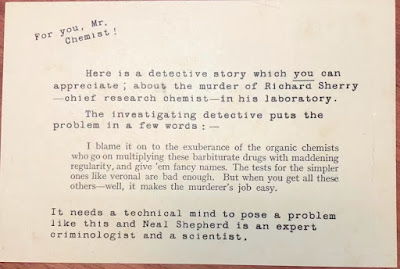 For you, Mr.
Chemist!
Here is a detective story which you can
appreciate; about the murder of Richard Sherry
—chief research chemist—in his laboratory.
The investigating detective puts the
problem in a few words:—
I blame it on to the exuberance of the organic chemists
who go on multiplying these barbiturate drugs with maddening
regularity, and give 'em fancy names. The tests for the simpler
ones like veronal are bad enough. But when you get all these
others—well, it makes the murderer's job easy.
It needs a technical mind to pose a problem
like this and Neal Shepherd is an expert
criminologist and a scientist.